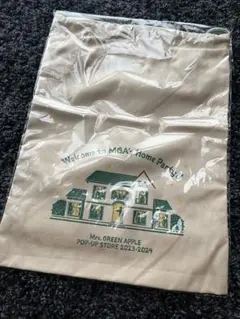 Welcome to MGA's Home Party!
Mrs. GREEN APPLE
POP-UP STORE 2023-2024